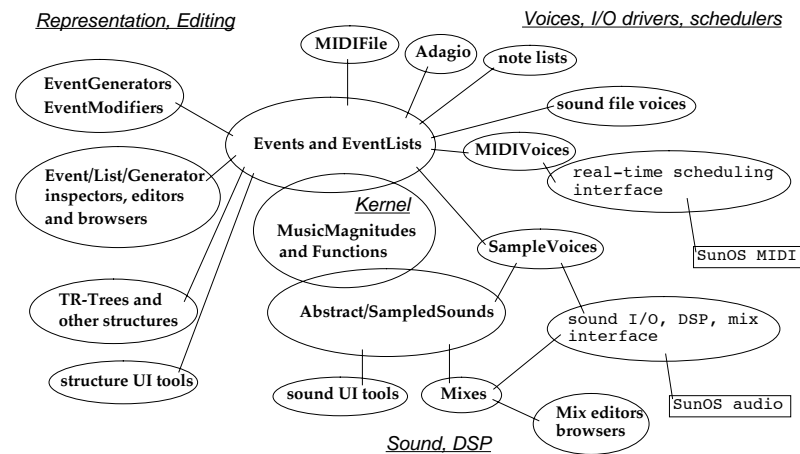 Representation, Editing
Voices, I/O drivers, schedulers
MIDIFile
Adagio
note lists
EventGenerators
EventModifiers
sound file voices
Events and EventLists
MIDIVoices
Event/List/Generator
inspectors, editors
and browsers
real-time scheduling
interface
Kernel
MusicMagnitudes
and Functions
SampleVoices
SunOS MIDI
TR-Trees and
other structures
Abstract/SampledSounds
sound I/O, DSP, mix
interface
structure UI tools
sound UI tools
Mixes
SunOS audio
Mix editors
browsers
Sound, DSP